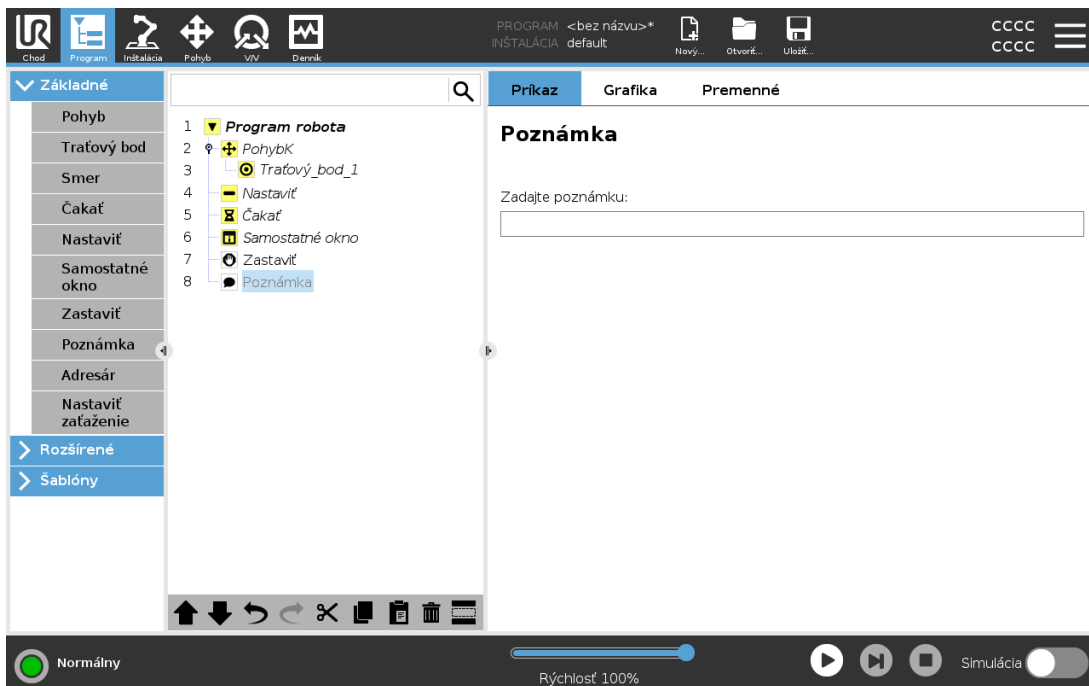 UR
PROGRAM <bez názvu>*
INŠTALÁCIA default
CCCC
CCCC
Chod
Program
Inštalácia
Pohyb
V/V
Denník
Nový...
Otvoriť...
Uložiť...
Základné
Pohyb
Traťový bod
Smer
Čakať
Nastaviť
Samostatné
okno
Zastaviť
Poznámka
Adresár
Nastaviť
zaťaženie
Rozšírené
Šablóny
1 Program robota
2 PohybK
3 Traťový_bod_1
4 Nastaviť
5 Čakať
6 Samostatné okno
7 Zastaviť
8 Poznámka
Príkaz Grafika Premenné
Poznámka
Zadajte poznámku:
Normálny
Rýchlosť 100%
Simulácia